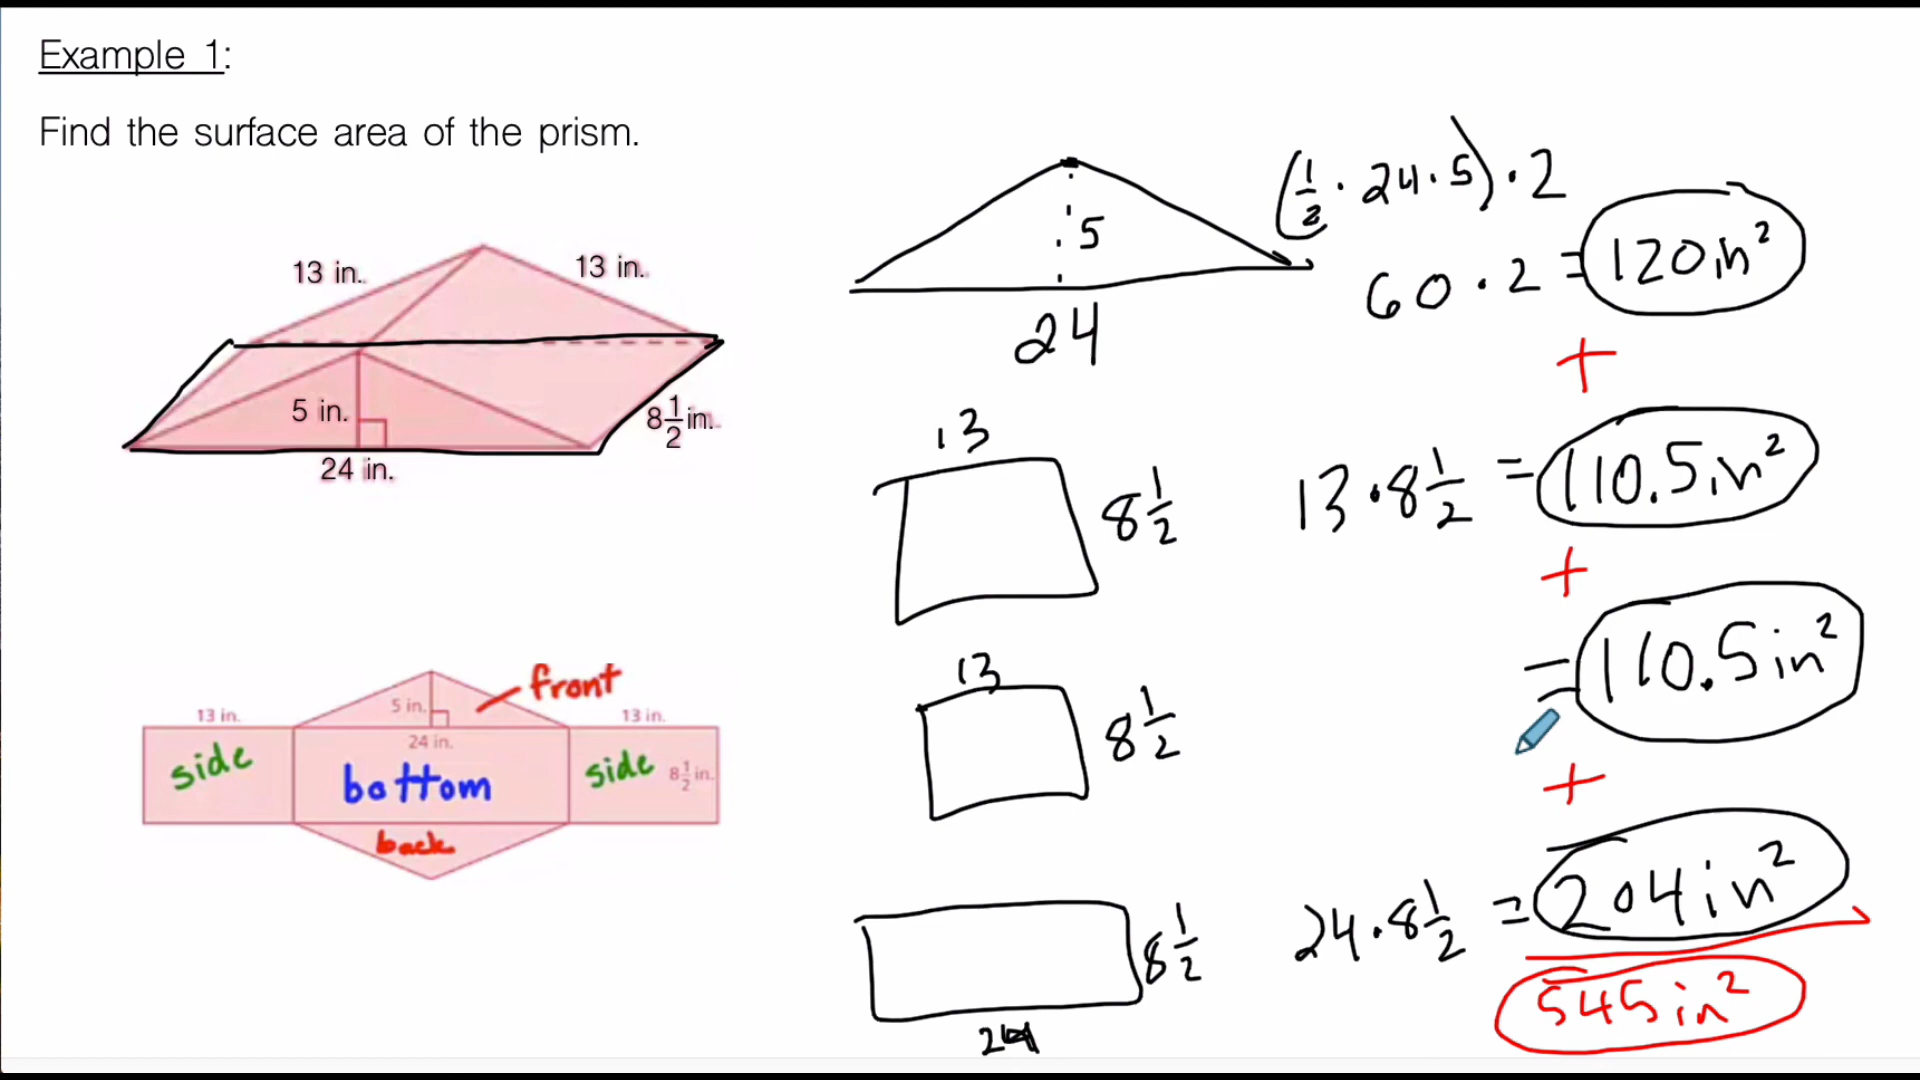 Example 1:
Find the surface area of the prism.
13 in.
13 in.
5 in.
8 1/2 in.
24 in.
13 in.
5 in.
front
13 in.
24 in.
side
bottom
side
8 1/2 in.
back
5
24
(1/2 · 24 · 5) · 2
60 · 2 = 120 in²
+
13
8 1/2
13 · 8 1/2 = 110.5 in²
+
13
8 1/2
= 110.5 in²
+
8 1/2
24
24 · 8 1/2 = 204 in²
545 in²